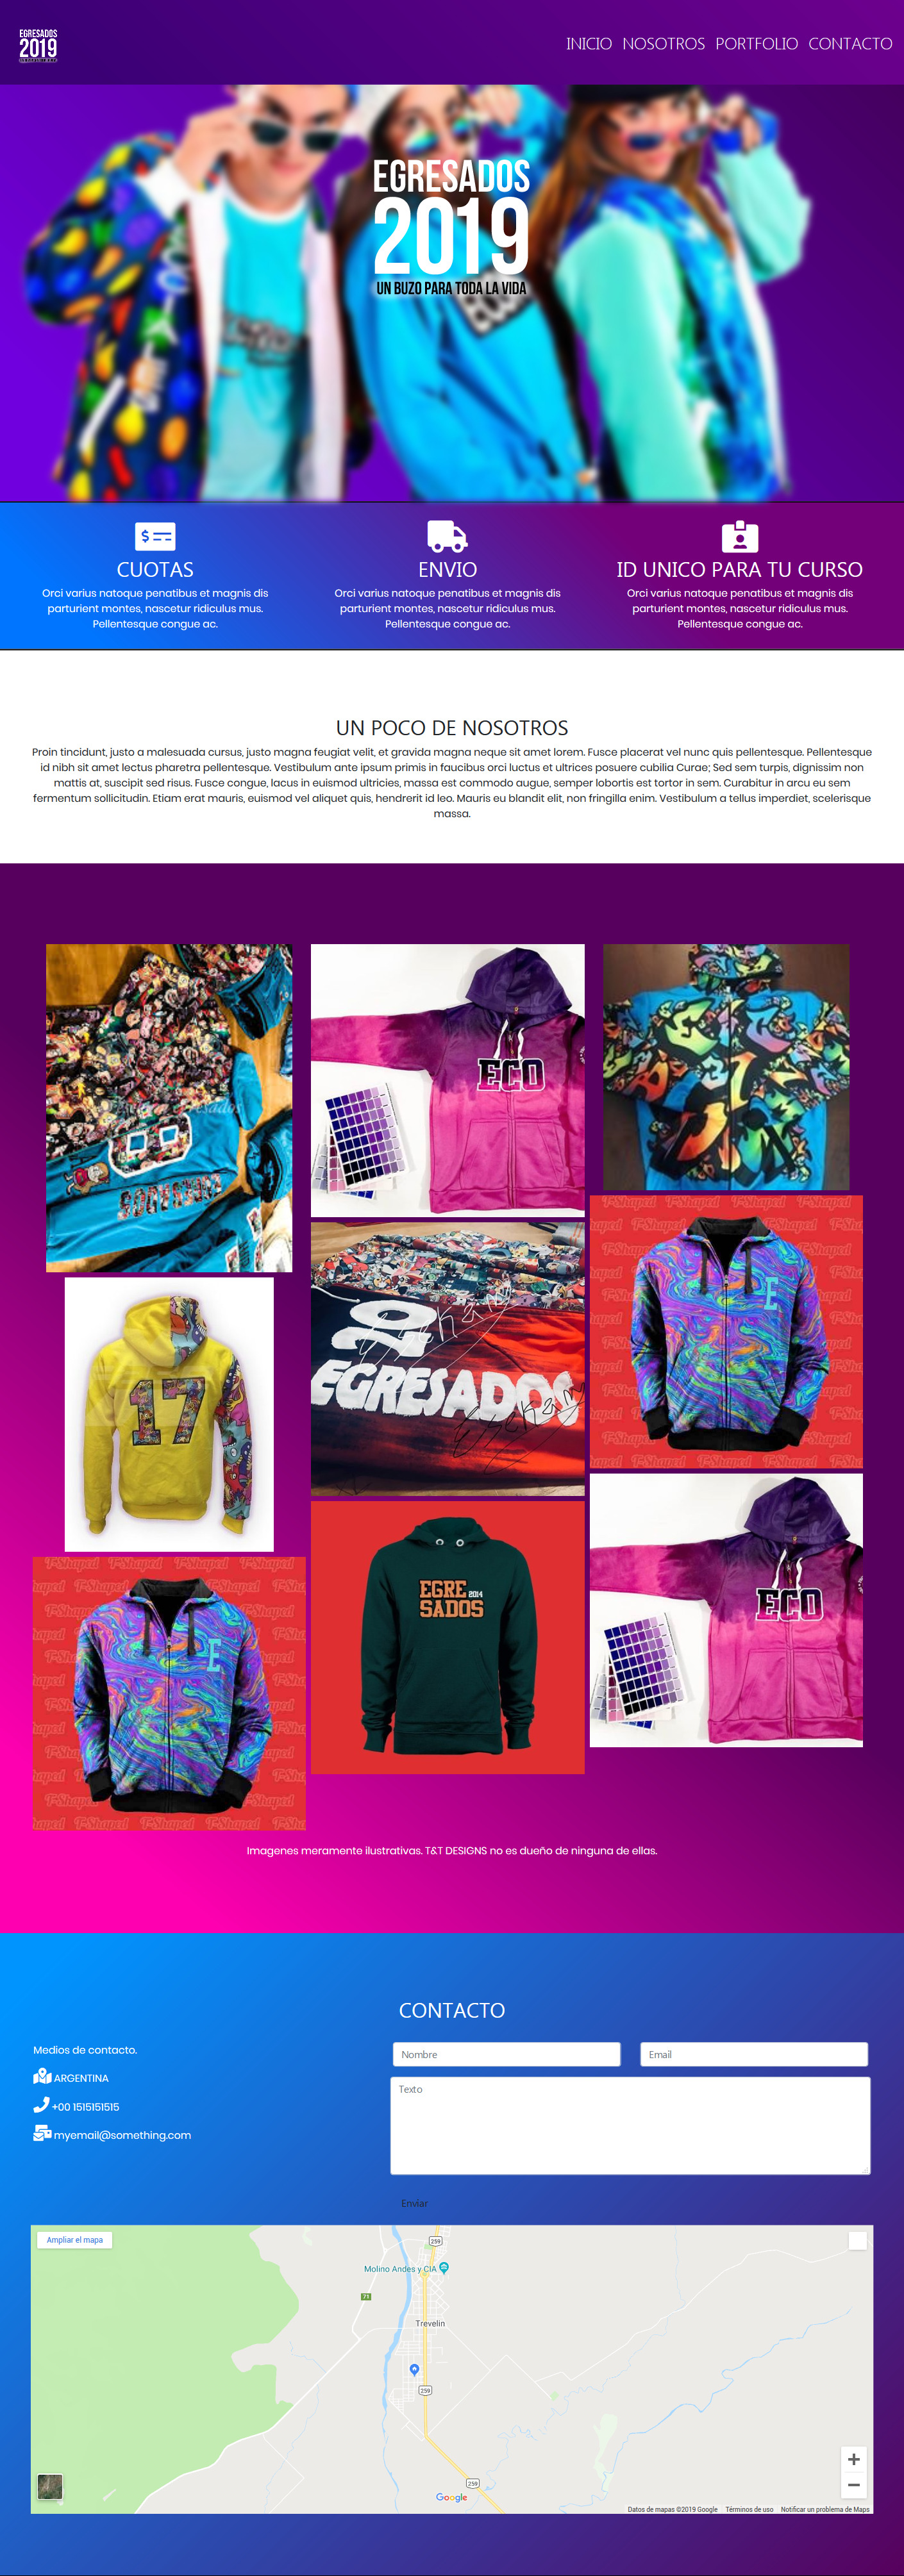 EGRESADOS
2019
INICIO NOSOTROS PORTFOLIO CONTACTO
EGRESADOS
2019
UN BUZO PARA TODA LA VIDA
CUOTAS
Orci varius natoque penatibus et magnis dis
parturient montes, nascetur ridiculus mus.
Pellentesque congue ac.
ENVIO
Orci varius natoque penatibus et magnis dis
parturient montes, nascetur ridiculus mus.
Pellentesque congue ac.
ID UNICO PARA TU CURSO
Orci varius natoque penatibus et magnis dis
parturient montes, nascetur ridiculus mus.
Pellentesque congue ac.
UN POCO DE NOSOTROS
Proin tincidunt, justo a malesuada cursus, justo magna feugiat velit, et gravida magna neque sit amet lorem. Fusce placerat vel nunc quis pellentesque. Pellentesque
id nibh sit amet lectus pharetra pellentesque. Vestibulum ante ipsum primis in faucibus orci luctus et ultrices posuere cubilia Curae; Sed sem turpis, dignissim non
mattis at, suscipit sed risus. Fusce congue, lacus in euismod ultricies, massa est commodo augue, semper lobortis est tortor in sem. Curabitur in arcu eu sem
fermentum sollicitudin. Etiam erat mauris, euismod vel aliquet quis, hendrerit id leo. Mauris eu blandit elit, non fringilla enim. Vestibulum a tellus imperdiet, scelerisque
massa.
ECO
EGRESADOS
17
E
T-Shaped T-Shaped T-Shaped T-Shaped
EGRE 2014
SADOS
ECO
E
T-Shaped T-Shaped T-Shaped T-Shaped
Imagenes meramente ilustrativas. T&T DESIGNS no es dueño de ninguna de ellas.
CONTACTO
Medios de contacto.
ARGENTINA
+00 1515151515
myemail@something.com
Nombre
Email
Texto
Enviar
Ampliar el mapa
259
Molino Andes y CIA
71
Trevelin
259
259
Google
Datos de mapas ©2019 Google Términos de uso Notificar un problema de Maps